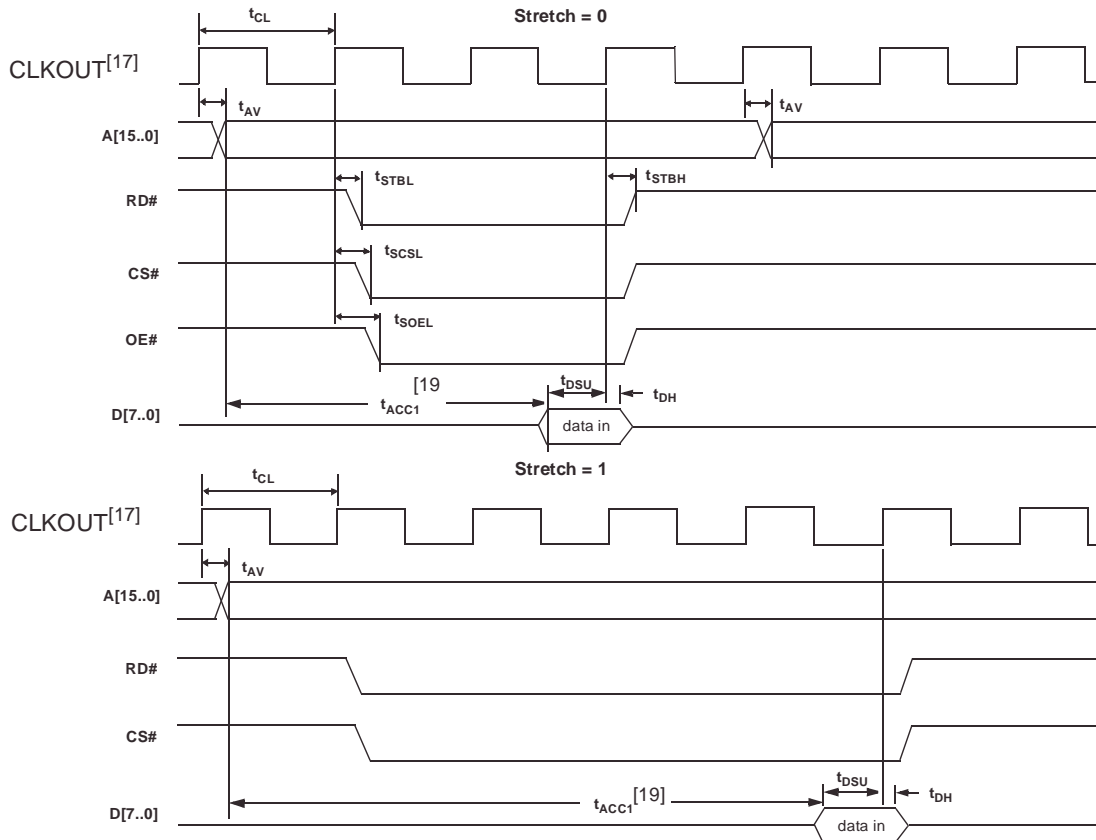 Stretch = 0
tCL
CLKOUT[17]
tAV
tAV
A[15..0]
tSTBL
tSTBH
RD#
tSCSL
CS#
tSOEL
OE#
[19
tDSU
tACC1
tDH
D[7..0]
data in
Stretch = 1
tCL
CLKOUT[17]
tAV
A[15..0]
RD#
CS#
tDSU
tACC1[19]
tDH
D[7..0]
data in